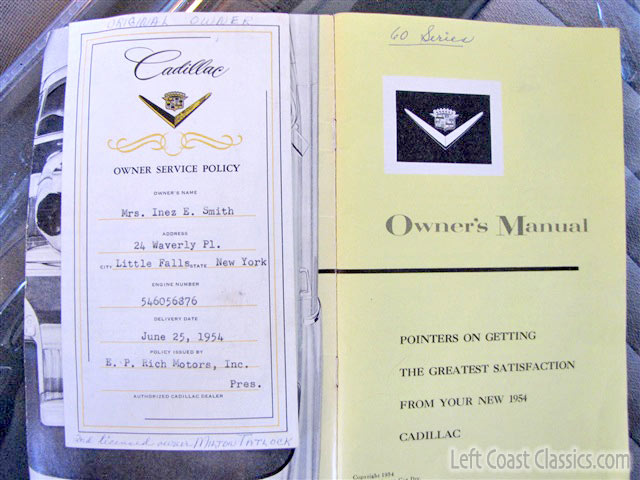 ORIGINAL OWNER
Cadillac
OWNER SERVICE POLICY
OWNER'S NAME
Mrs. Inez E. Smith
ADDRESS
24 Waverly Pl.
CITY Little Falls STATE New York
ENGINE NUMBER
546056876
DELIVERY DATE
June 25, 1954
POLICY ISSUED BY
E. P. Rich Motors, Inc.
Pres.
AUTHORIZED CADILLAC DEALER
2nd licensed owner MILTON TATLOCK
60 Series
Owner's Manual
POINTERS ON GETTING
THE GREATEST SATISFACTION
FROM YOUR NEW 1954
CADILLAC
Copyright 1954
Left Coast Classics.com